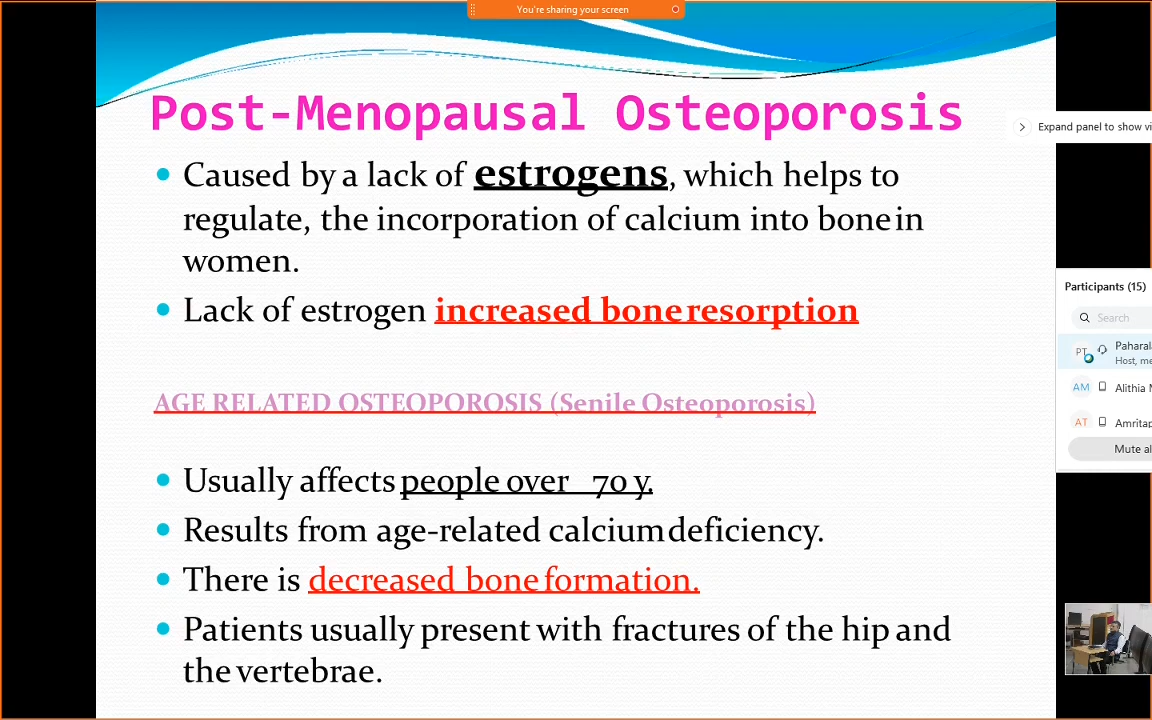 You're sharing your screen
Post-Menopausal Osteoporosis
Expand panel to show vi
Caused by a lack of estrogens, which helps to
regulate, the incorporation of calcium into bone in
women.
Lack of estrogen increased bone resorption
Participants (15)
Search
PT
Paharal
Host, me
AM
Alithia M
AT
Amritap
Mute al
AGE RELATED OSTEOPOROSIS (Senile Osteoporosis)
Usually affects people over 70 y.
Results from age-related calcium deficiency.
There is decreased bone formation.
Patients usually present with fractures of the hip and
the vertebrae.